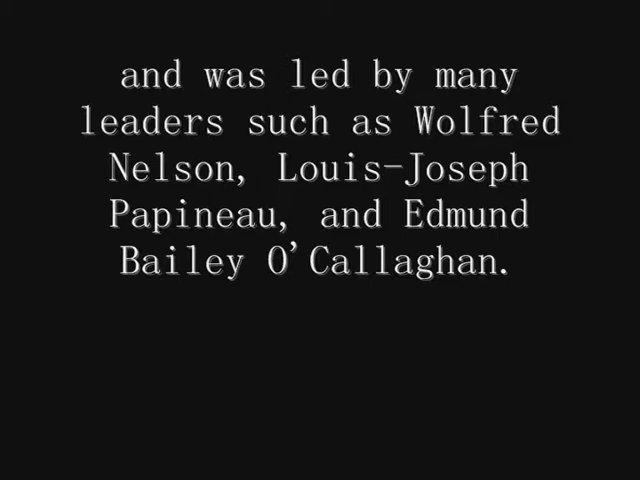 and was led by many
leaders such as Wolfred
Nelson, Louis-Joseph
Papineau, and Edmund
Bailey O'Callaghan.